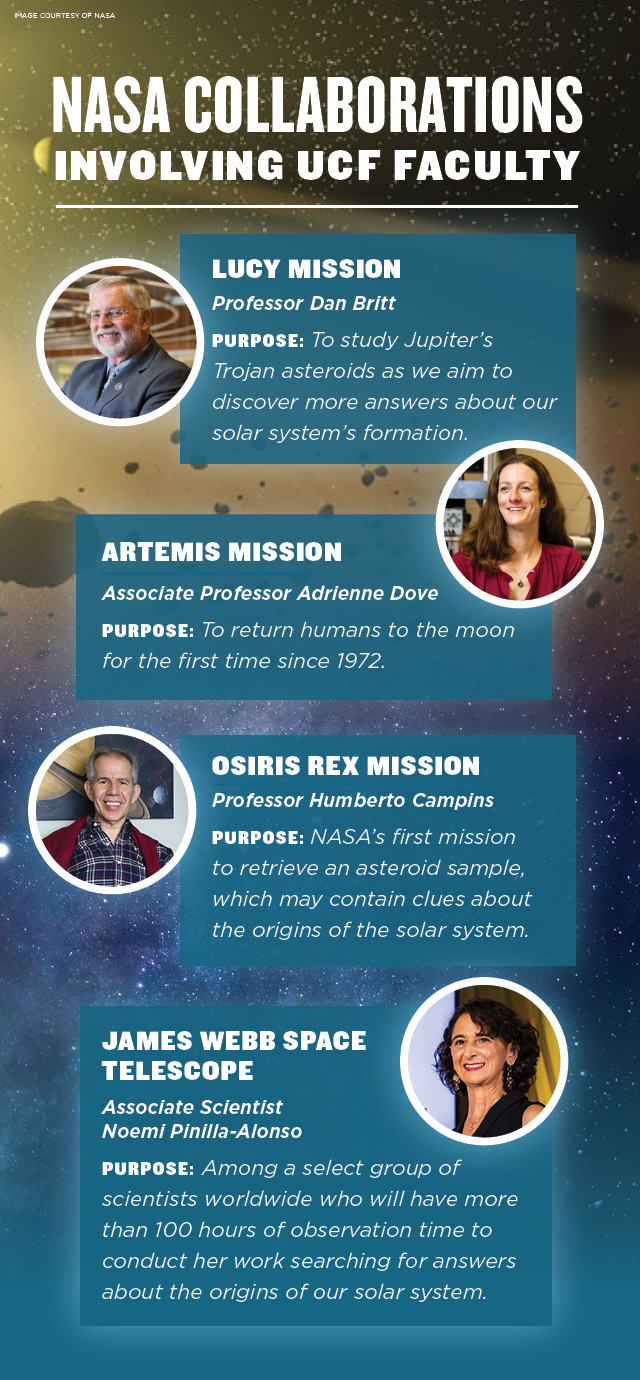 IMAGE COURTESY OF NASA
NASA COLLABORATIONS
INVOLVING UCF FACULTY
LUCY MISSION
Professor Dan Britt
PURPOSE: To study Jupiter's
Trojan asteroids as we aim to
discover more answers about our
solar system's formation.
ARTEMIS MISSION
Associate Professor Adrienne Dove
PURPOSE: To return humans to the moon
for the first time since 1972.
OSIRIS REX MISSION
Professor Humberto Campins
PURPOSE: NASA's first mission
to retrieve an asteroid sample,
which may contain clues about
the origins of the solar system.
JAMES WEBB SPACE
TELESCOPE
Associate Scientist
Noemi Pinilla-Alonso
PURPOSE: Among a select group of
scientists worldwide who will have more
than 100 hours of observation time to
conduct her work searching for answers
about the origins of our solar system.